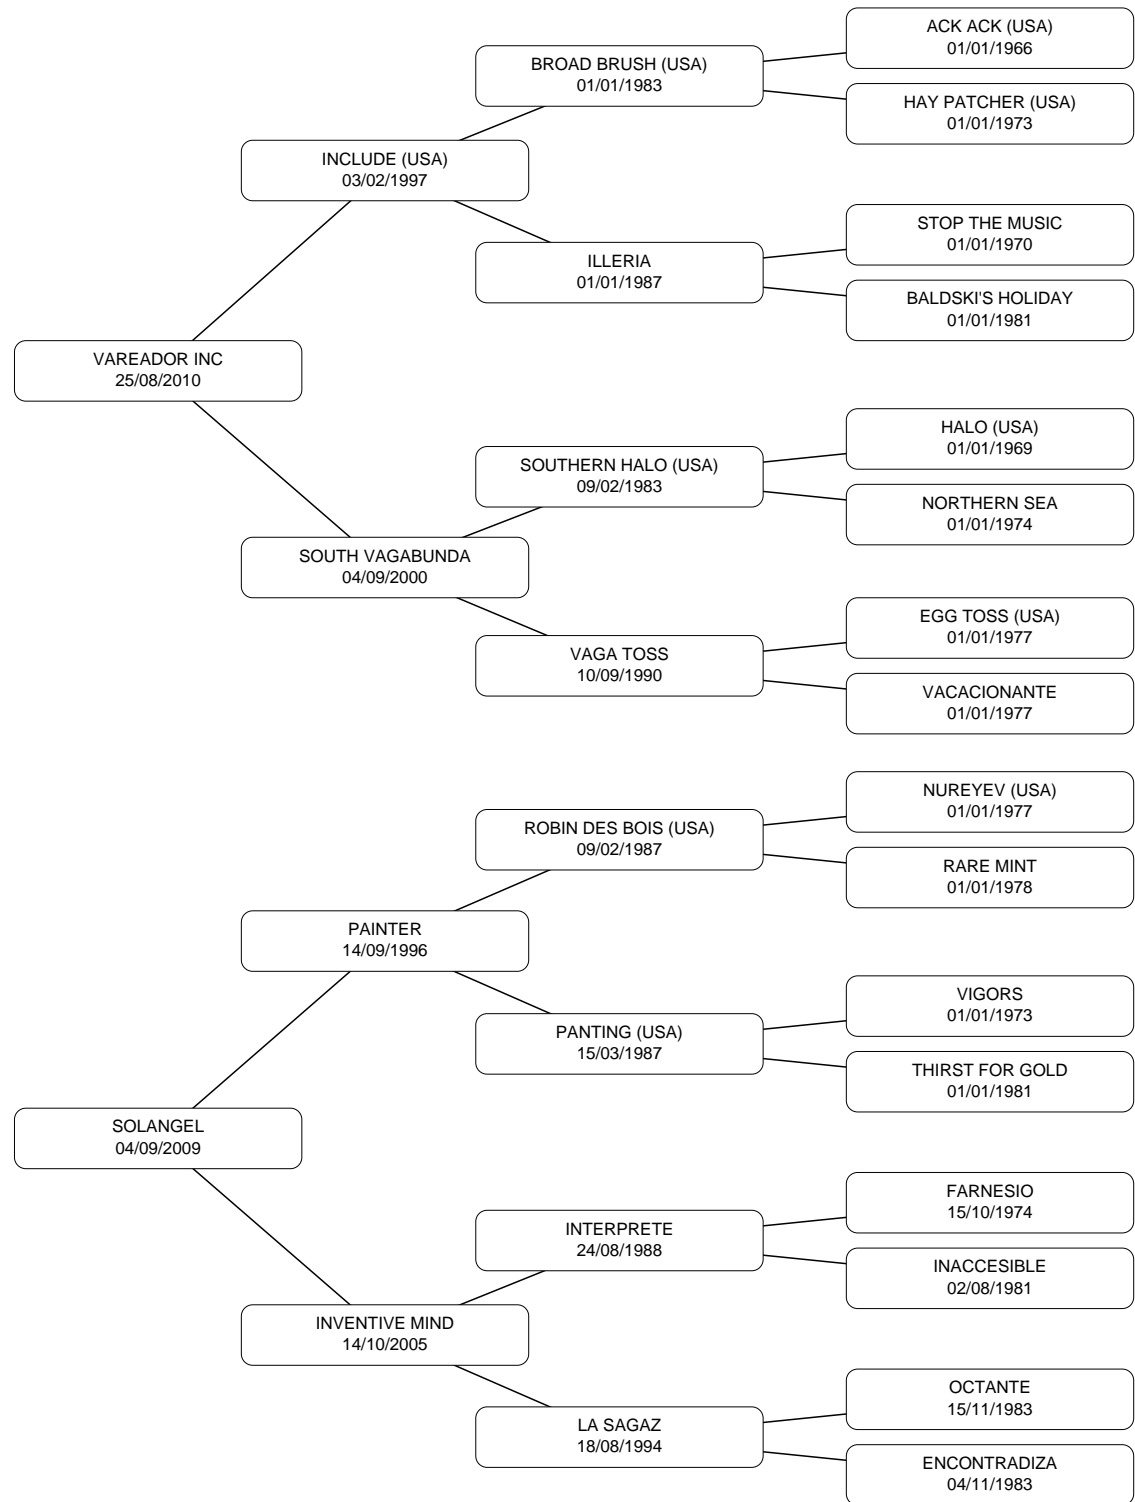 ACK ACK (USA)
01/01/1966
BROAD BRUSH (USA)
01/01/1983
HAY PATCHER (USA)
01/01/1973
INCLUDE (USA)
03/02/1997
STOP THE MUSIC
01/01/1970
ILLERIA
01/01/1987
BALDSKI'S HOLIDAY
01/01/1981
VAREADOR INC
25/08/2010
HALO (USA)
01/01/1969
SOUTHERN HALO (USA)
09/02/1983
NORTHERN SEA
01/01/1974
SOUTH VAGABUNDA
04/09/2000
EGG TOSS (USA)
01/01/1977
VAGA TOSS
10/09/1990
VACACIONANTE
01/01/1977
NUREYEV (USA)
01/01/1977
ROBIN DES BOIS (USA)
09/02/1987
RARE MINT
01/01/1978
PAINTER
14/09/1996
VIGORS
01/01/1973
PANTING (USA)
15/03/1987
THIRST FOR GOLD
01/01/1981
SOLANGEL
04/09/2009
FARNESIO
15/10/1974
INTERPRETE
24/08/1988
INACCESIBLE
02/08/1981
INVENTIVE MIND
14/10/2005
OCTANTE
15/11/1983
LA SAGAZ
18/08/1994
ENCONTRADIZA
04/11/1983